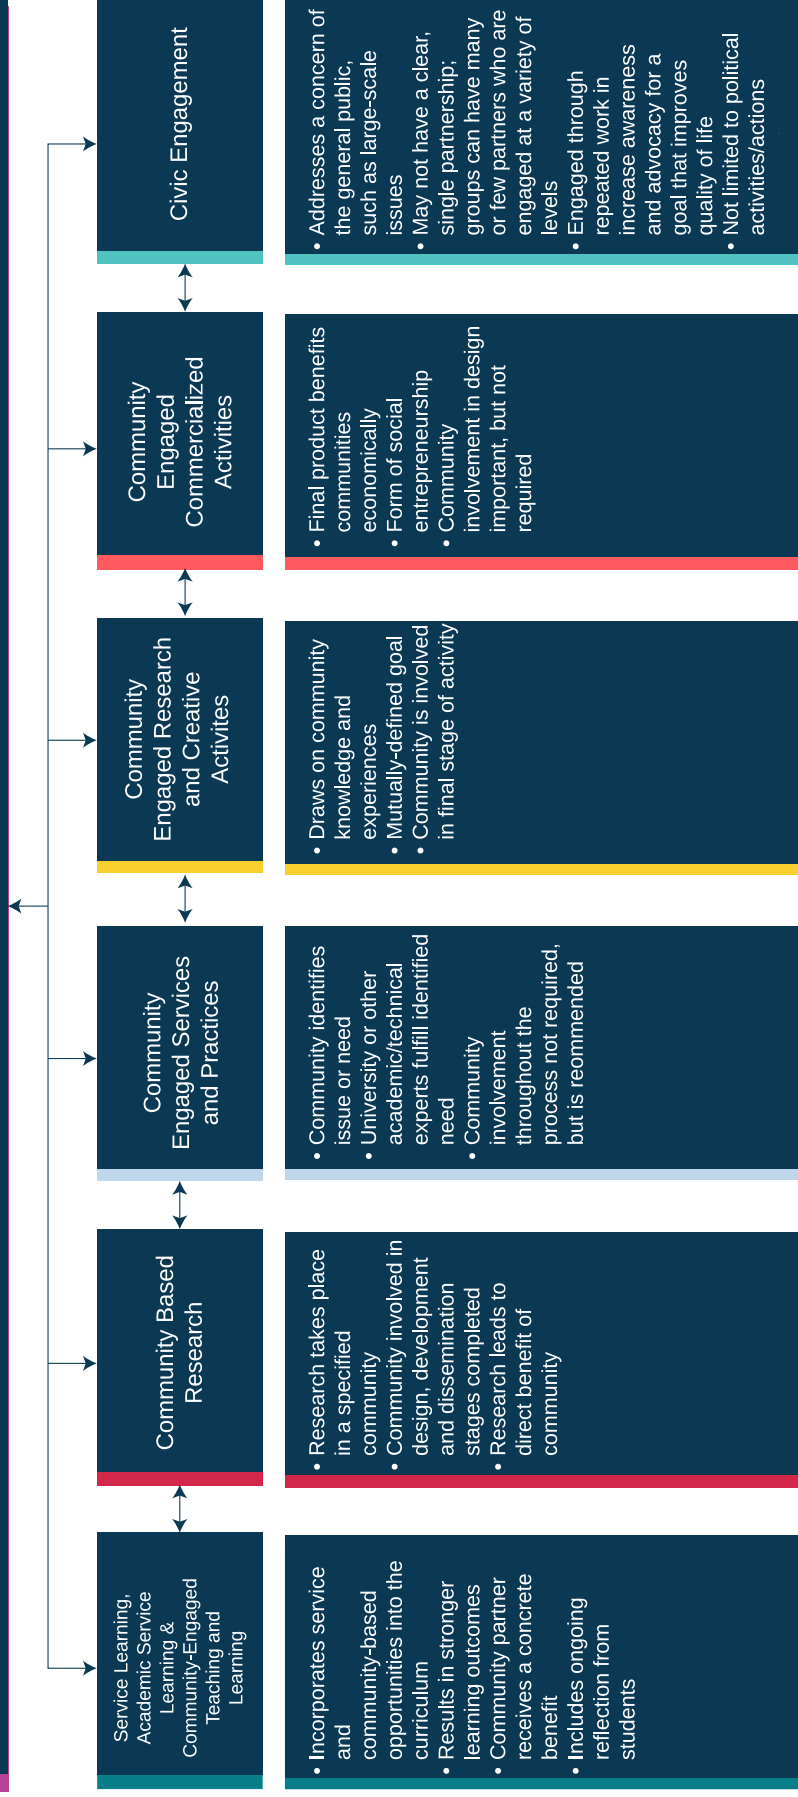 Service Learning,
Academic Service
Learning &
Community-Engaged
Teaching and
Learning
• Incorporates service
and
community-based
opportunities into the
curriculum
• Results in stronger
learning outcomes
• Community partner
receives a concrete
benefit
• Includes ongoing
reflection from
students
Community Based
Research
• Research takes place
in a specified
community
• Community involved in
design, development
and dissemination
stages completed
• Research leads to
direct benefit of
community
Community
Engaged Services
and Practices
• Community identifies
issue or need
• University or other
academic/technical
experts fulfill identified
need
• Community
involvement
throughout the
process not required,
but is reommended
Community
Engaged Research
and Creative
Activites
• Draws on community
knowledge and
experiences
• Mutually-defined goal
• Community is involved
in final stage of activity
Community
Engaged
Commercialized
Activities
• Final product benefits
communities
economically
• Form of social
entrepreneurship
• Community
involvement in design
important, but not
required
Civic Engagement
• Addresses a concern of
the general public,
such as large-scale
issues
• May not have a clear,
single partnership;
groups can have many
or few partners who are
engaged at a variety of
levels
• Engaged through
repeated work in
increase awareness
and advocacy for a
goal that improves
quality of life
• Not limited to political
activities/actions